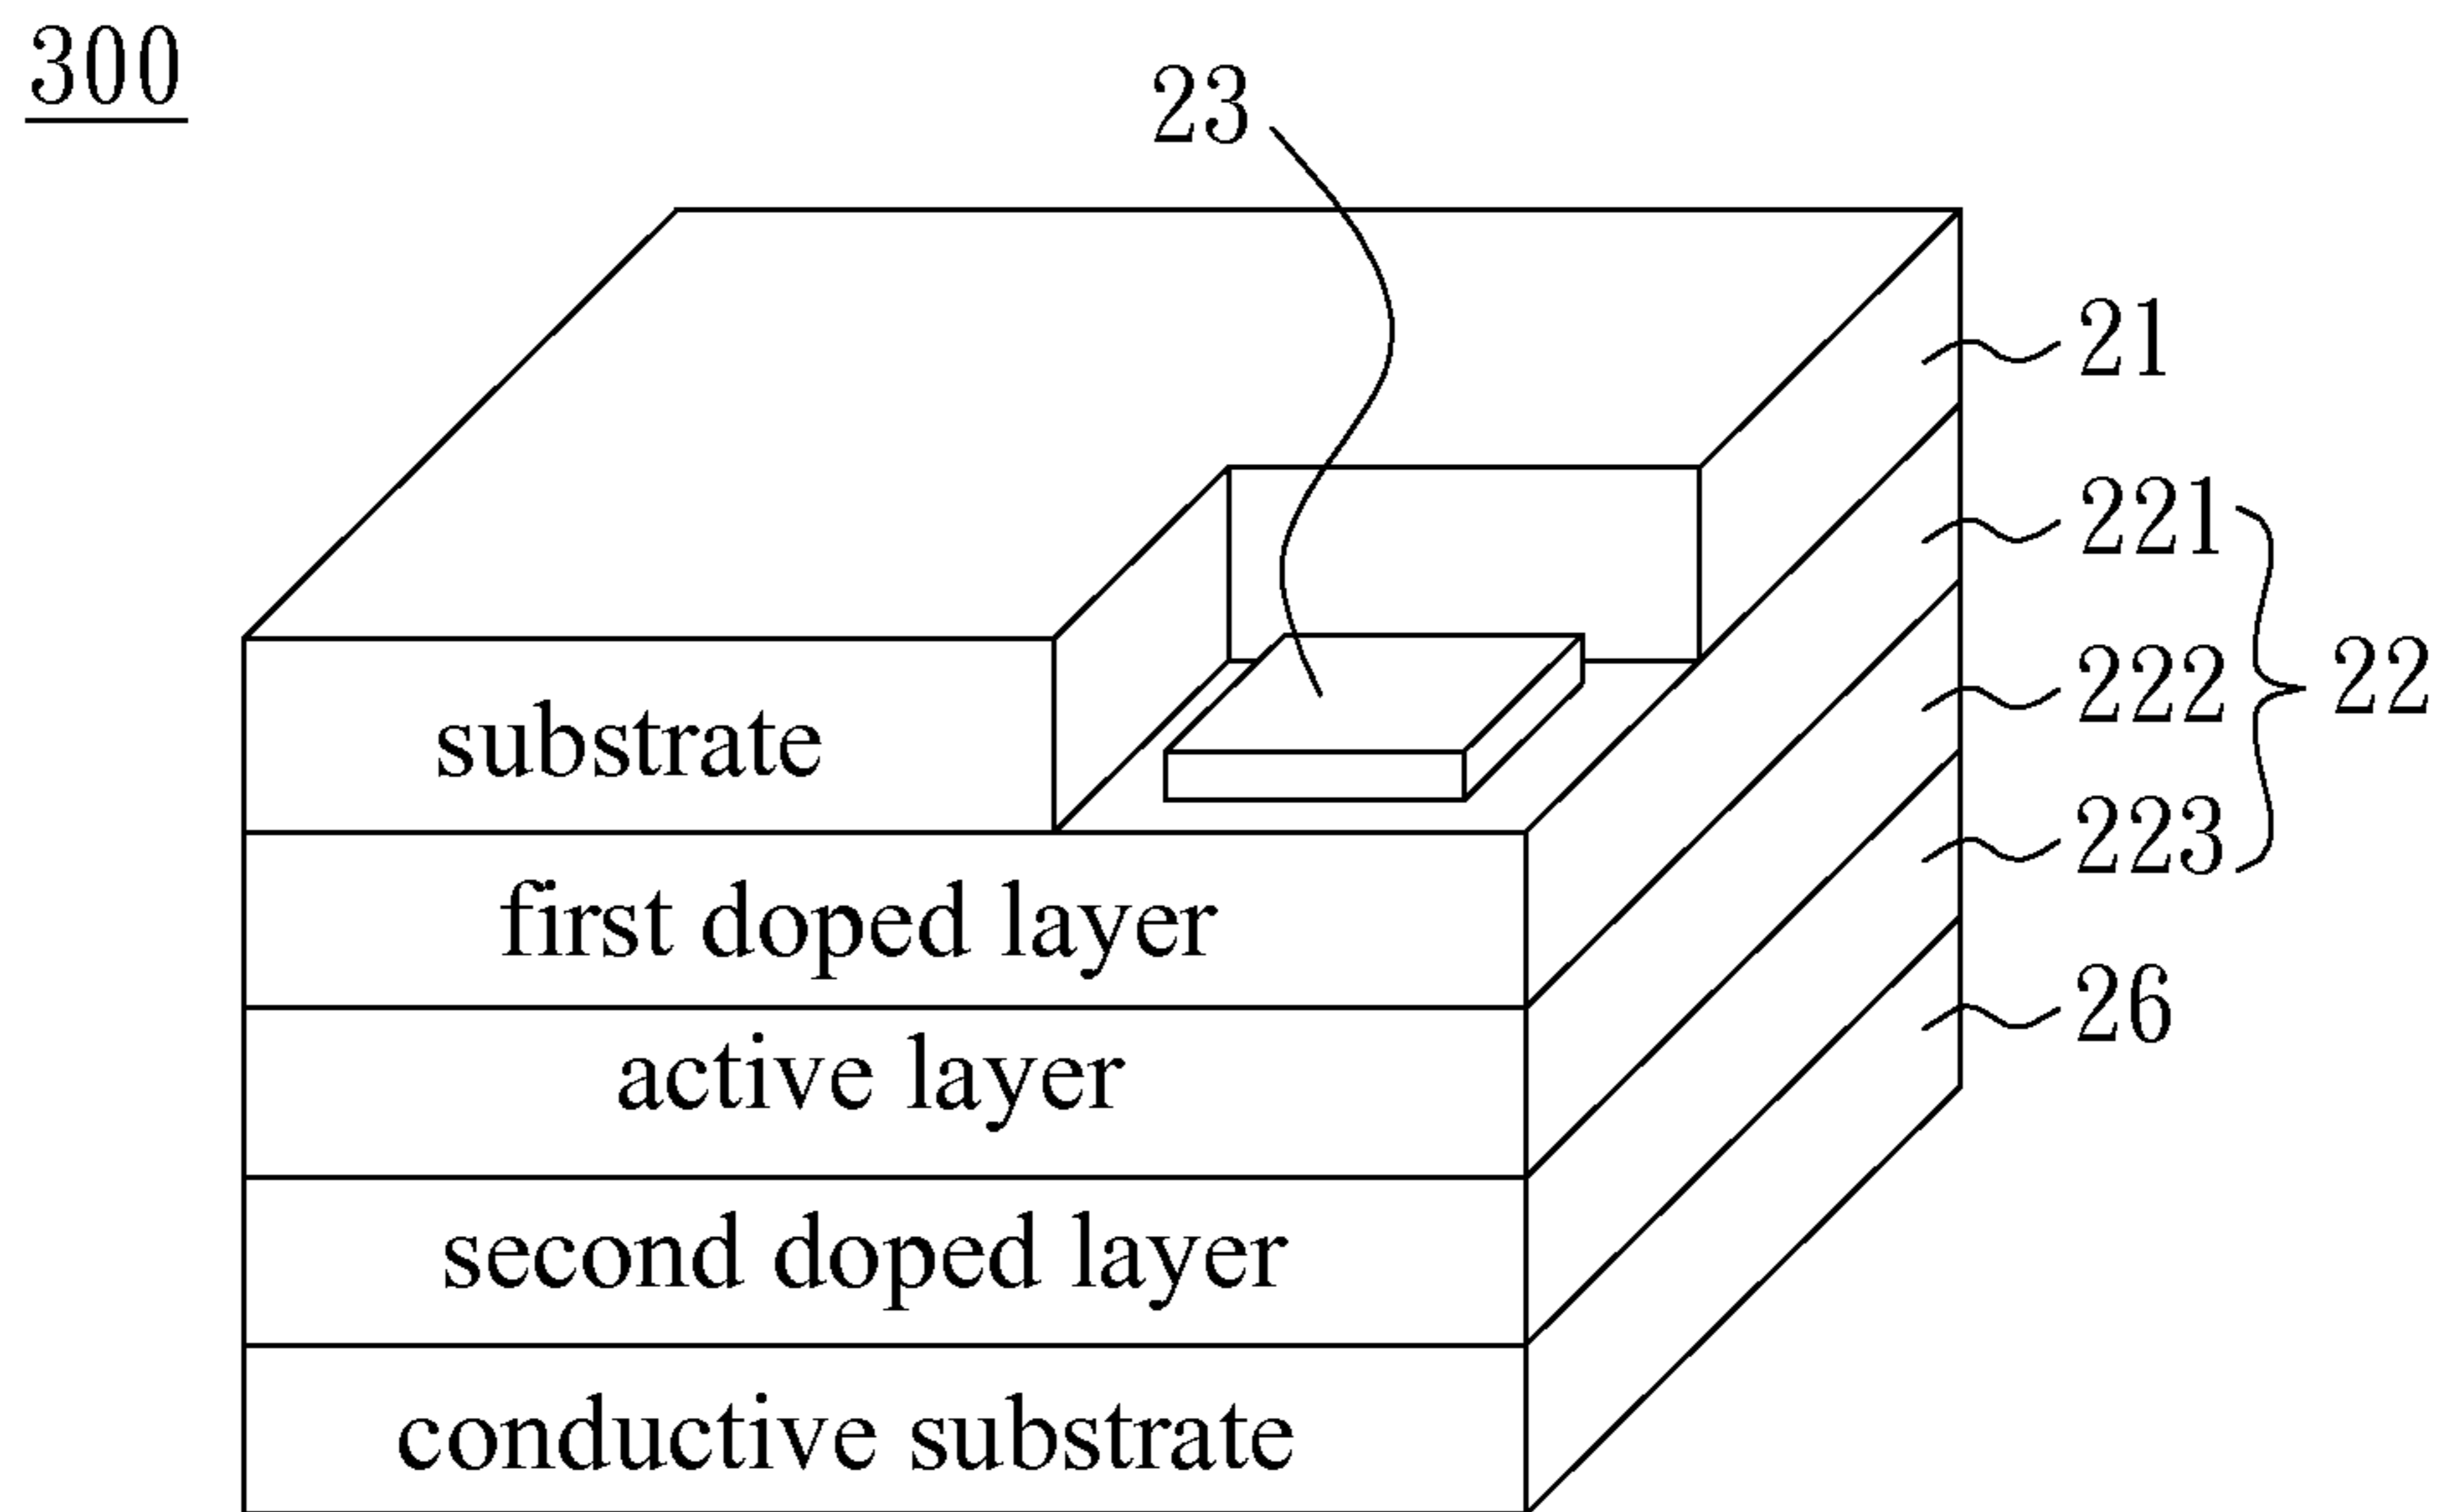 300
23
21
221
222
22
223
26
substrate
first doped layer
active layer
second doped layer
conductive substrate